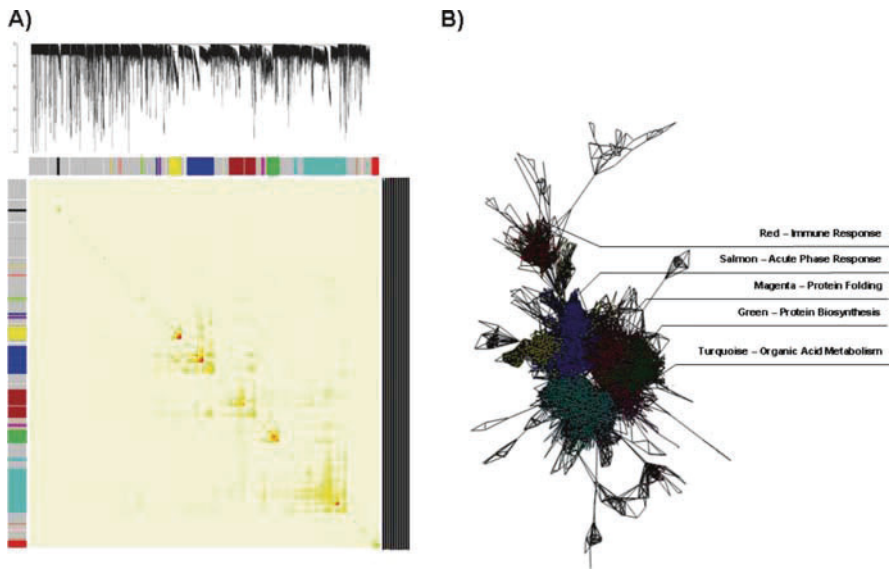 A)
B)
Red – Immune Response
Salmon – Acute Phase Response
Magenta – Protein Folding
Green – Protein Biosynthesis
Turquoise – Organic Acid Metabolism